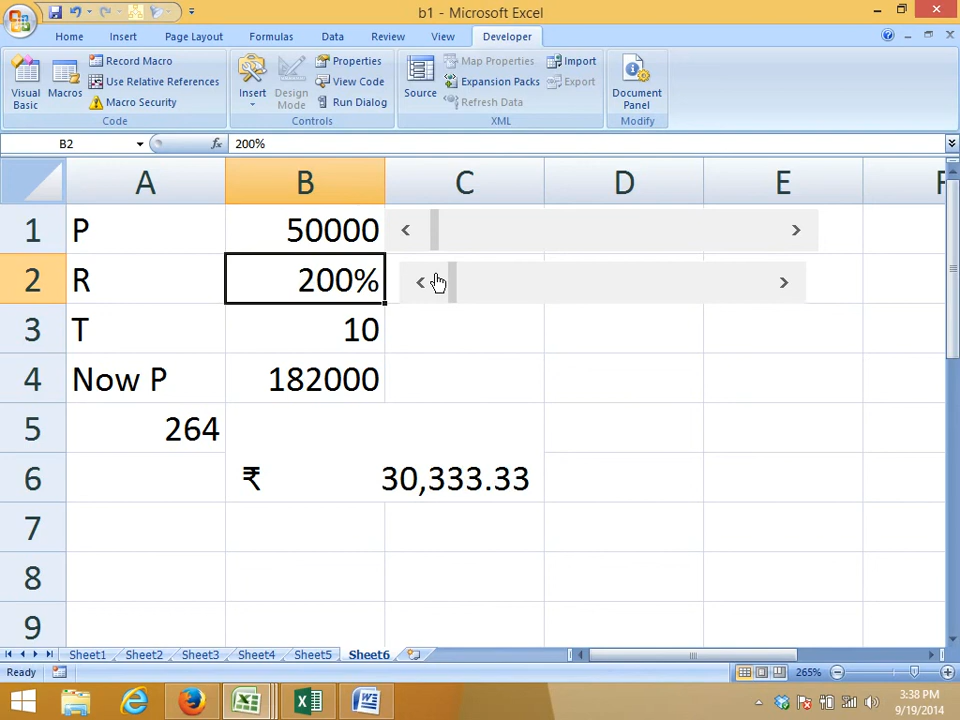 b1 - Microsoft Excel
Home Insert Page Layout Formulas Data Review View Developer
Visual Basic
Macros
Record Macro
Use Relative References
Macro Security
Code
Insert
Design Mode
Properties
View Code
Run Dialog
Controls
Source
Map Properties
Expansion Packs
Refresh Data
Import
Export
XML
Document Panel
Modify
B2 fx 200%
A B C D E F
1 P 50000
2 R 200%
3 T 10
4 Now P 182000
5 264
6 ₹ 30,333.33
7
8
9
Sheet1 Sheet2 Sheet3 Sheet4 Sheet5 Sheet6
Ready 265%
3:38 PM
9/19/2014